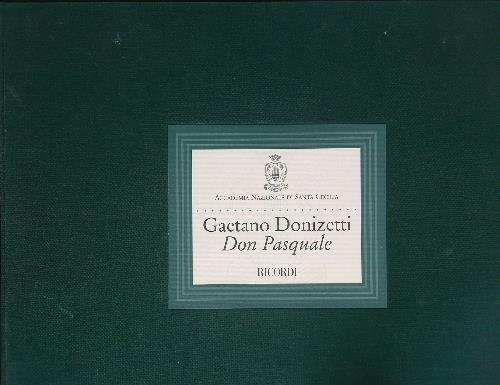 ACCADEMIA NAZIONALE DI SANTA CECILIA
Gaetano Donizetti
Don Pasquale
RICORDI